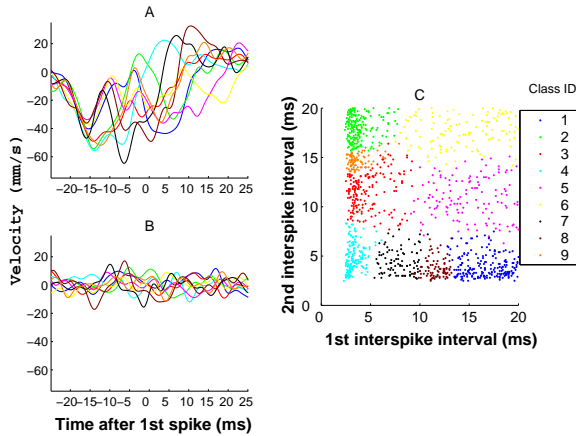 A
20
0
−20
−40
−60
−20−15−10 −5 0 5 10 15 20 25
Velocity (mm/s)
B
20
0
−20
−40
−60
−20−15−10 −5 0 5 10 15 20 25
Time after 1st spike (ms)
C
20
15
10
5
0
0 5 10 15 20
2nd interspike interval (ms)
1st interspike interval (ms)
Class ID
1
2
3
4
5
6
7
8
9